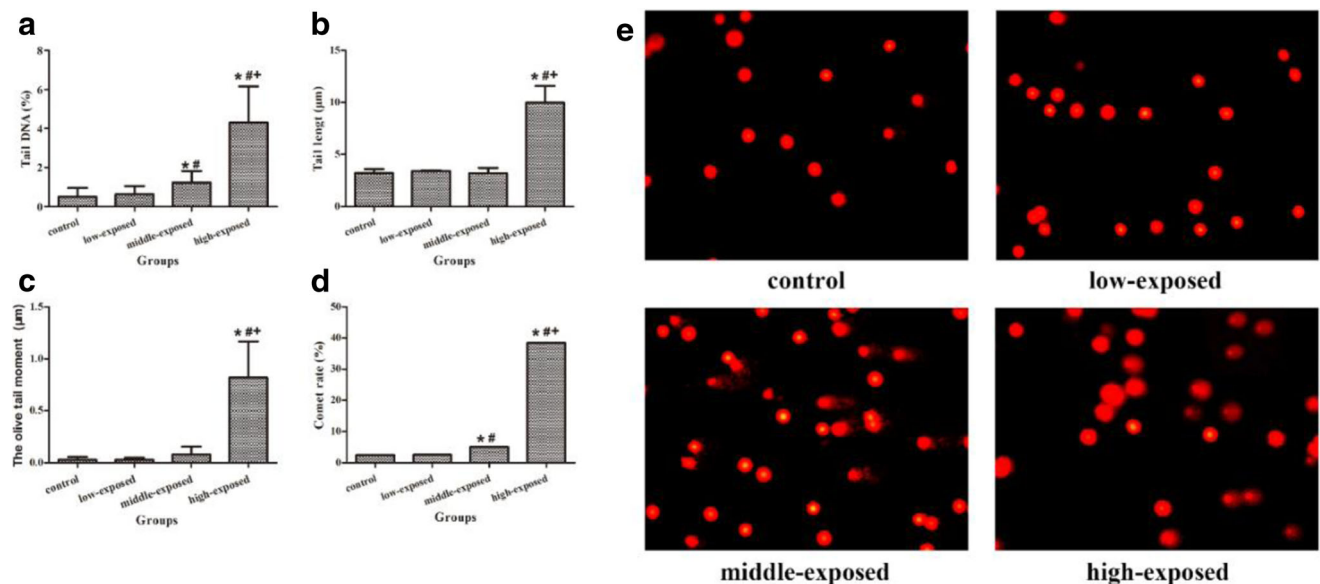 a
8
6
4
2
0
Tail DNA (%)
* #
* #+
control
low-exposed
middle-exposed
high-exposed
Groups
b
15
10
5
0
Tail lengt (µm)
* #+
control
low-exposed
middle-exposed
high-exposed
Groups
c
1.5
1.0
0.5
0.0
The olive tail moment (µm)
* #+
control
low-exposed
middle-exposed
high-exposed
Groups
d
50
40
30
20
10
0
Comet rate (%)
* #
* #+
control
low-exposed
middle-exposed
high-exposed
Groups
e
control
low-exposed
middle-exposed
high-exposed